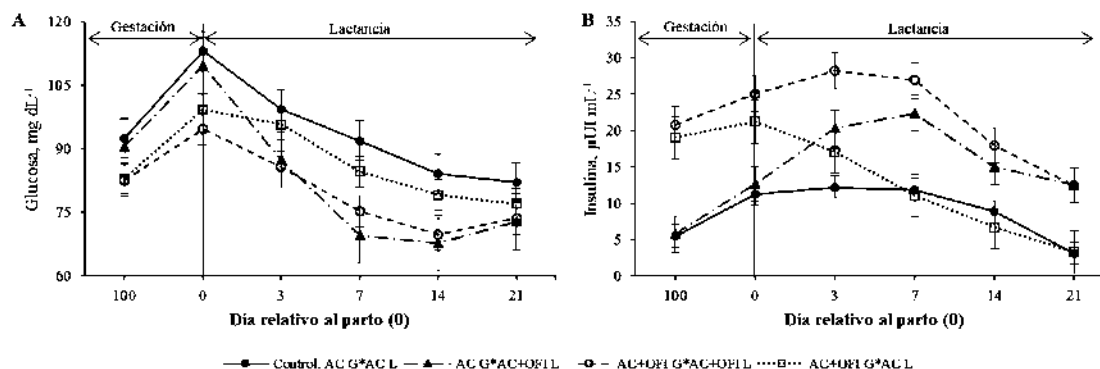 A
B
Gestación
Lactancia
Glucosa, mg dL-1
120
105
90
75
60
100
0
3
7
14
21
Día relativo al parto (0)
Gestación
Lactancia
Insulina, µUI mL-1
35
30
25
20
15
10
5
0
100
0
3
7
14
21
Día relativo al parto (0)
Control. AC G*AC L
AC G*AC+OFI L
AC+OFI G*AC+OFI L
AC+OFI G*AC L